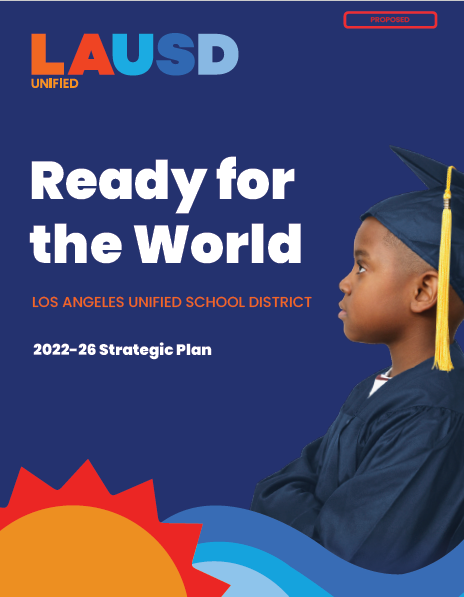 PROPOSED
LAUSD
UNIFIED
Ready for
the World
LOS ANGELES UNIFIED SCHOOL DISTRICT
2022-26 Strategic Plan